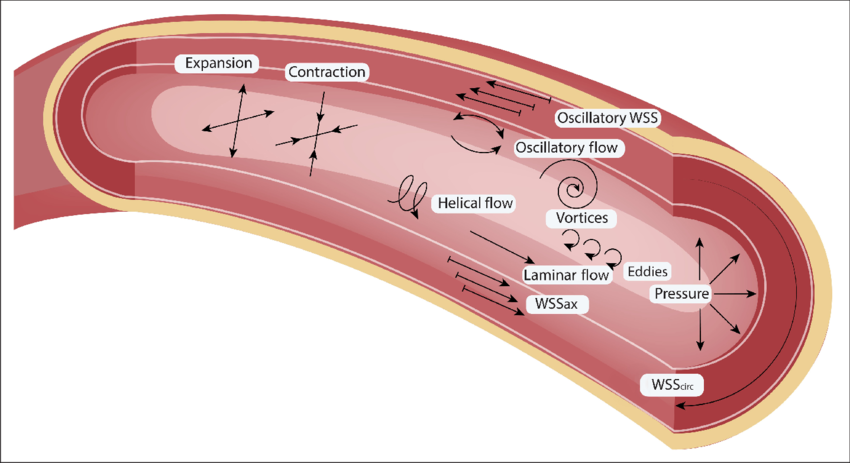 Expansion
Contraction
Oscillatory WSS
Oscillatory flow
Helical flow
Vortices
Eddies
Laminar flow
Pressure
WSSax
WSScirc